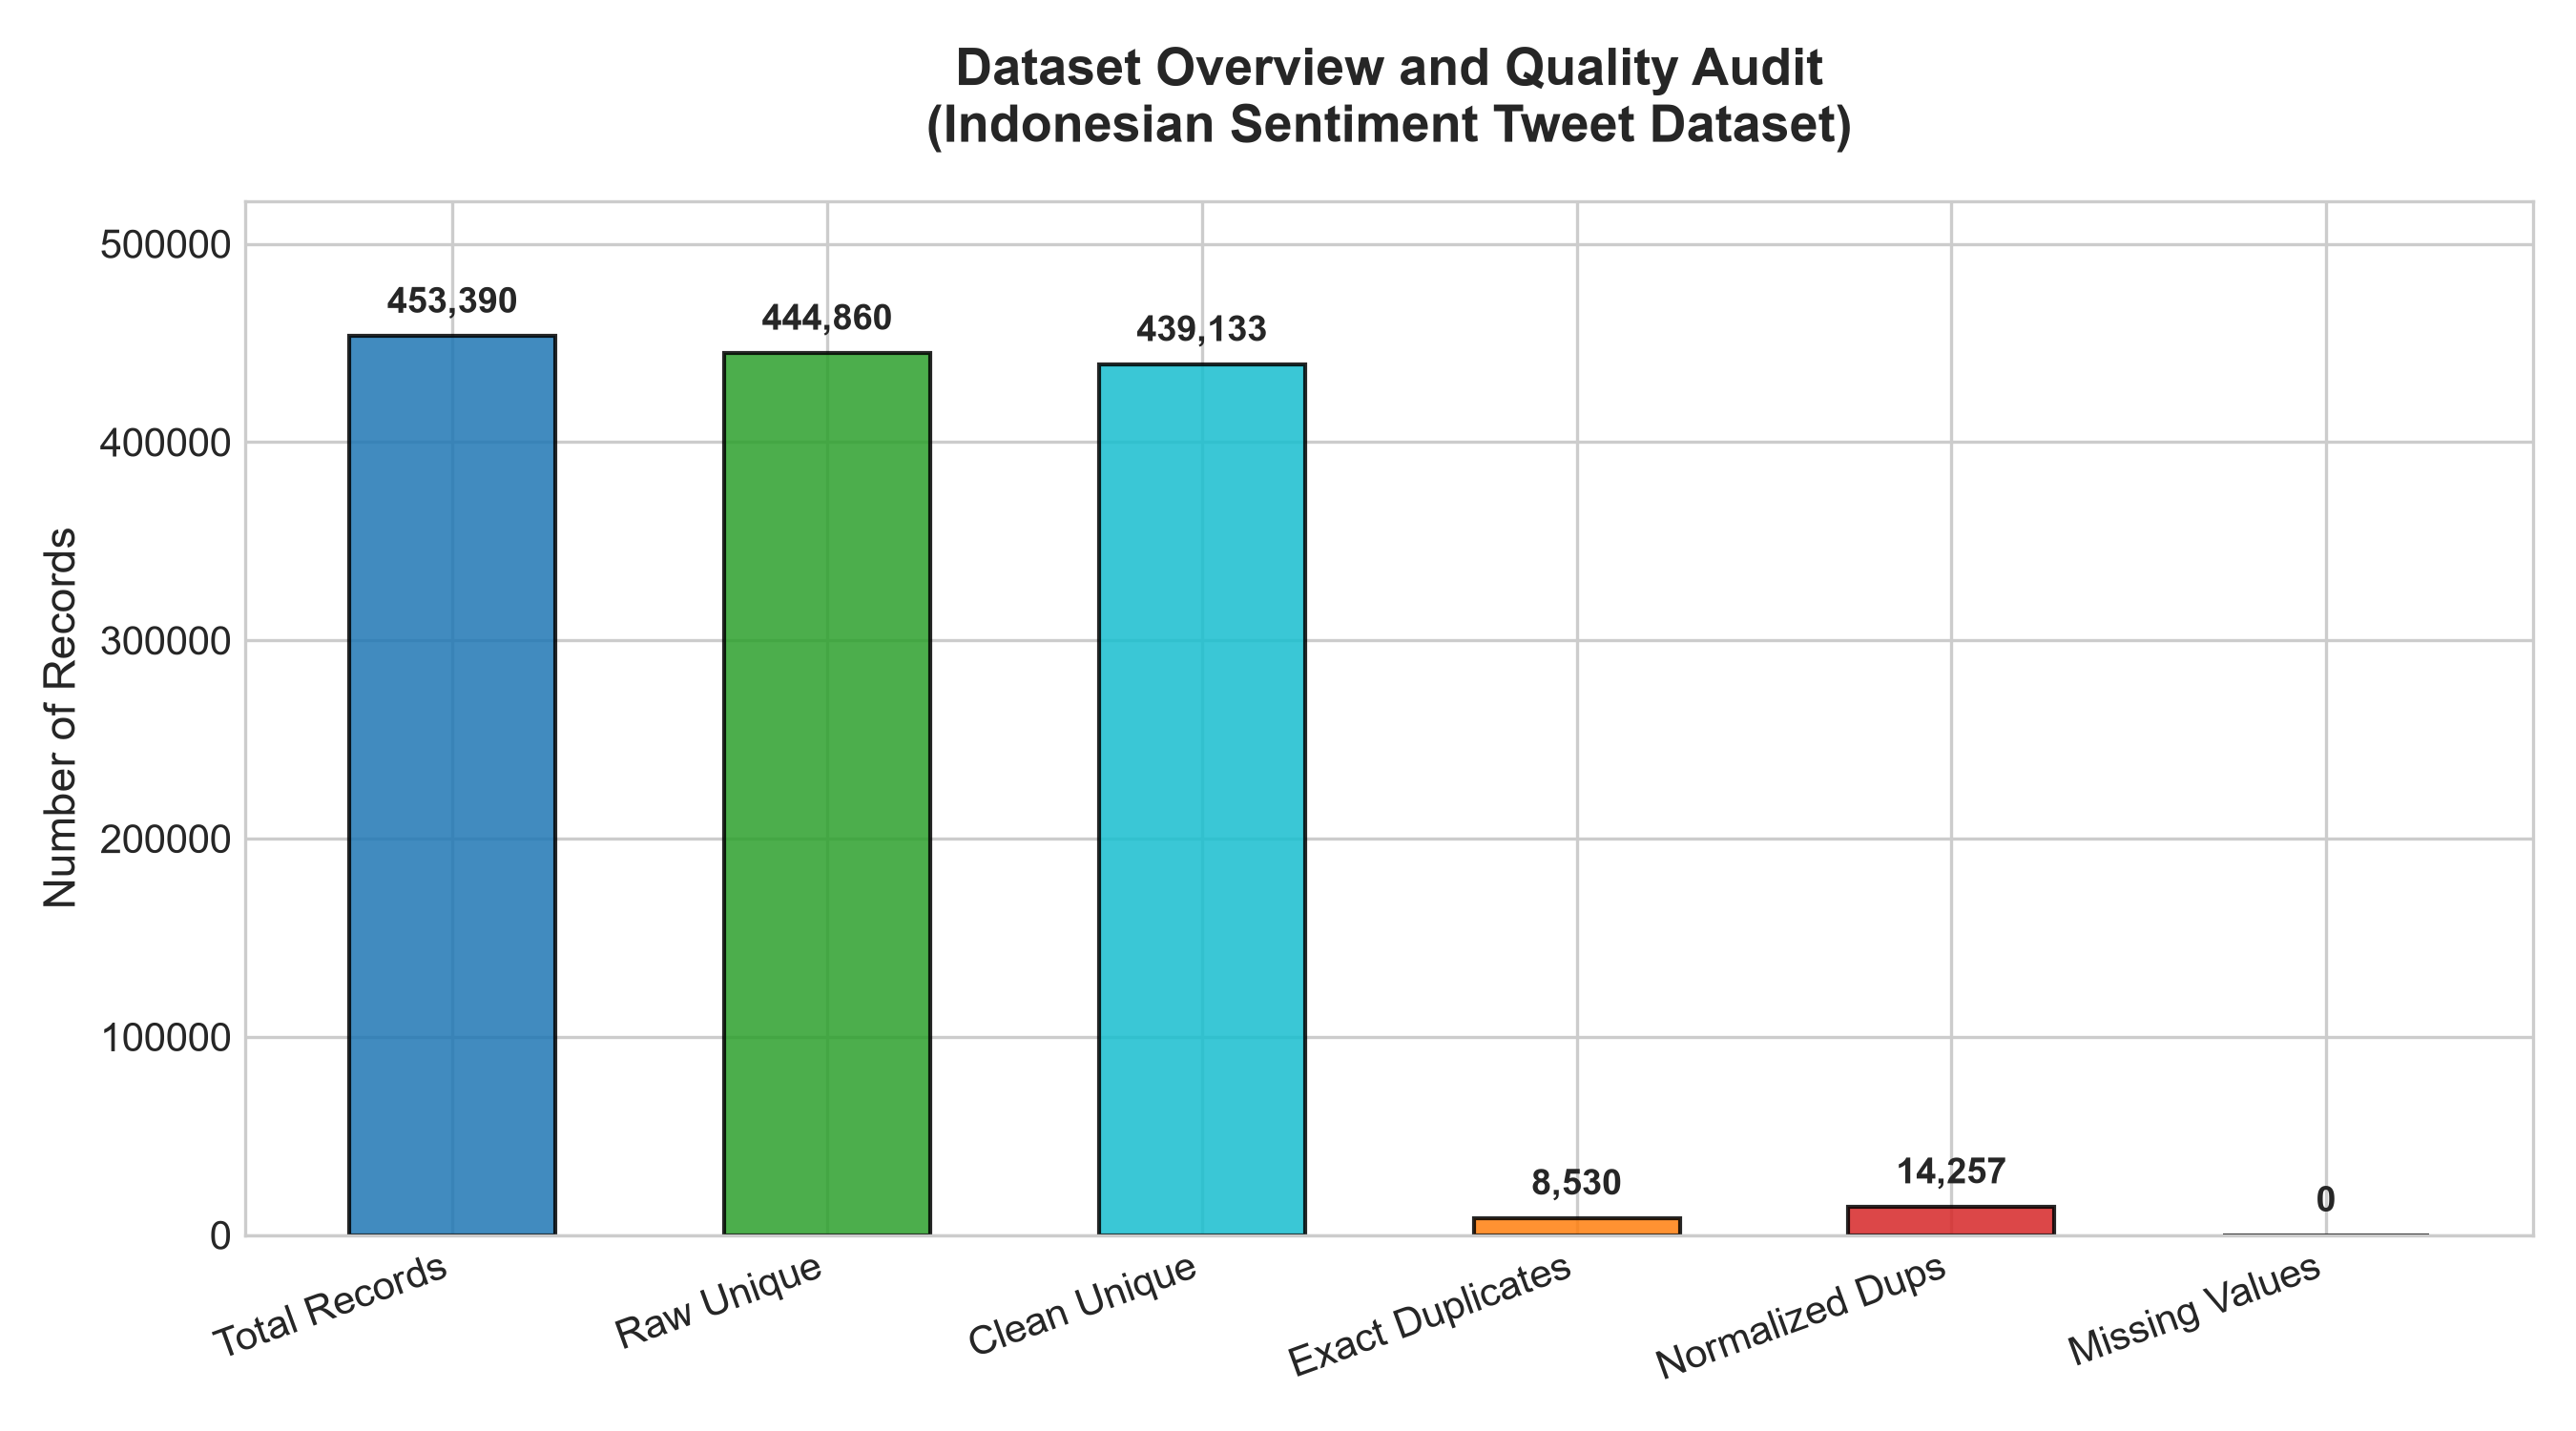 Dataset Overview and Quality Audit
(Indonesian Sentiment Tweet Dataset)
Number of Records
500000
400000
300000
200000
100000
0
453,390
444,860
439,133
8,530
14,257
0
Total Records
Raw Unique
Clean Unique
Exact Duplicates
Normalized Dups
Missing Values